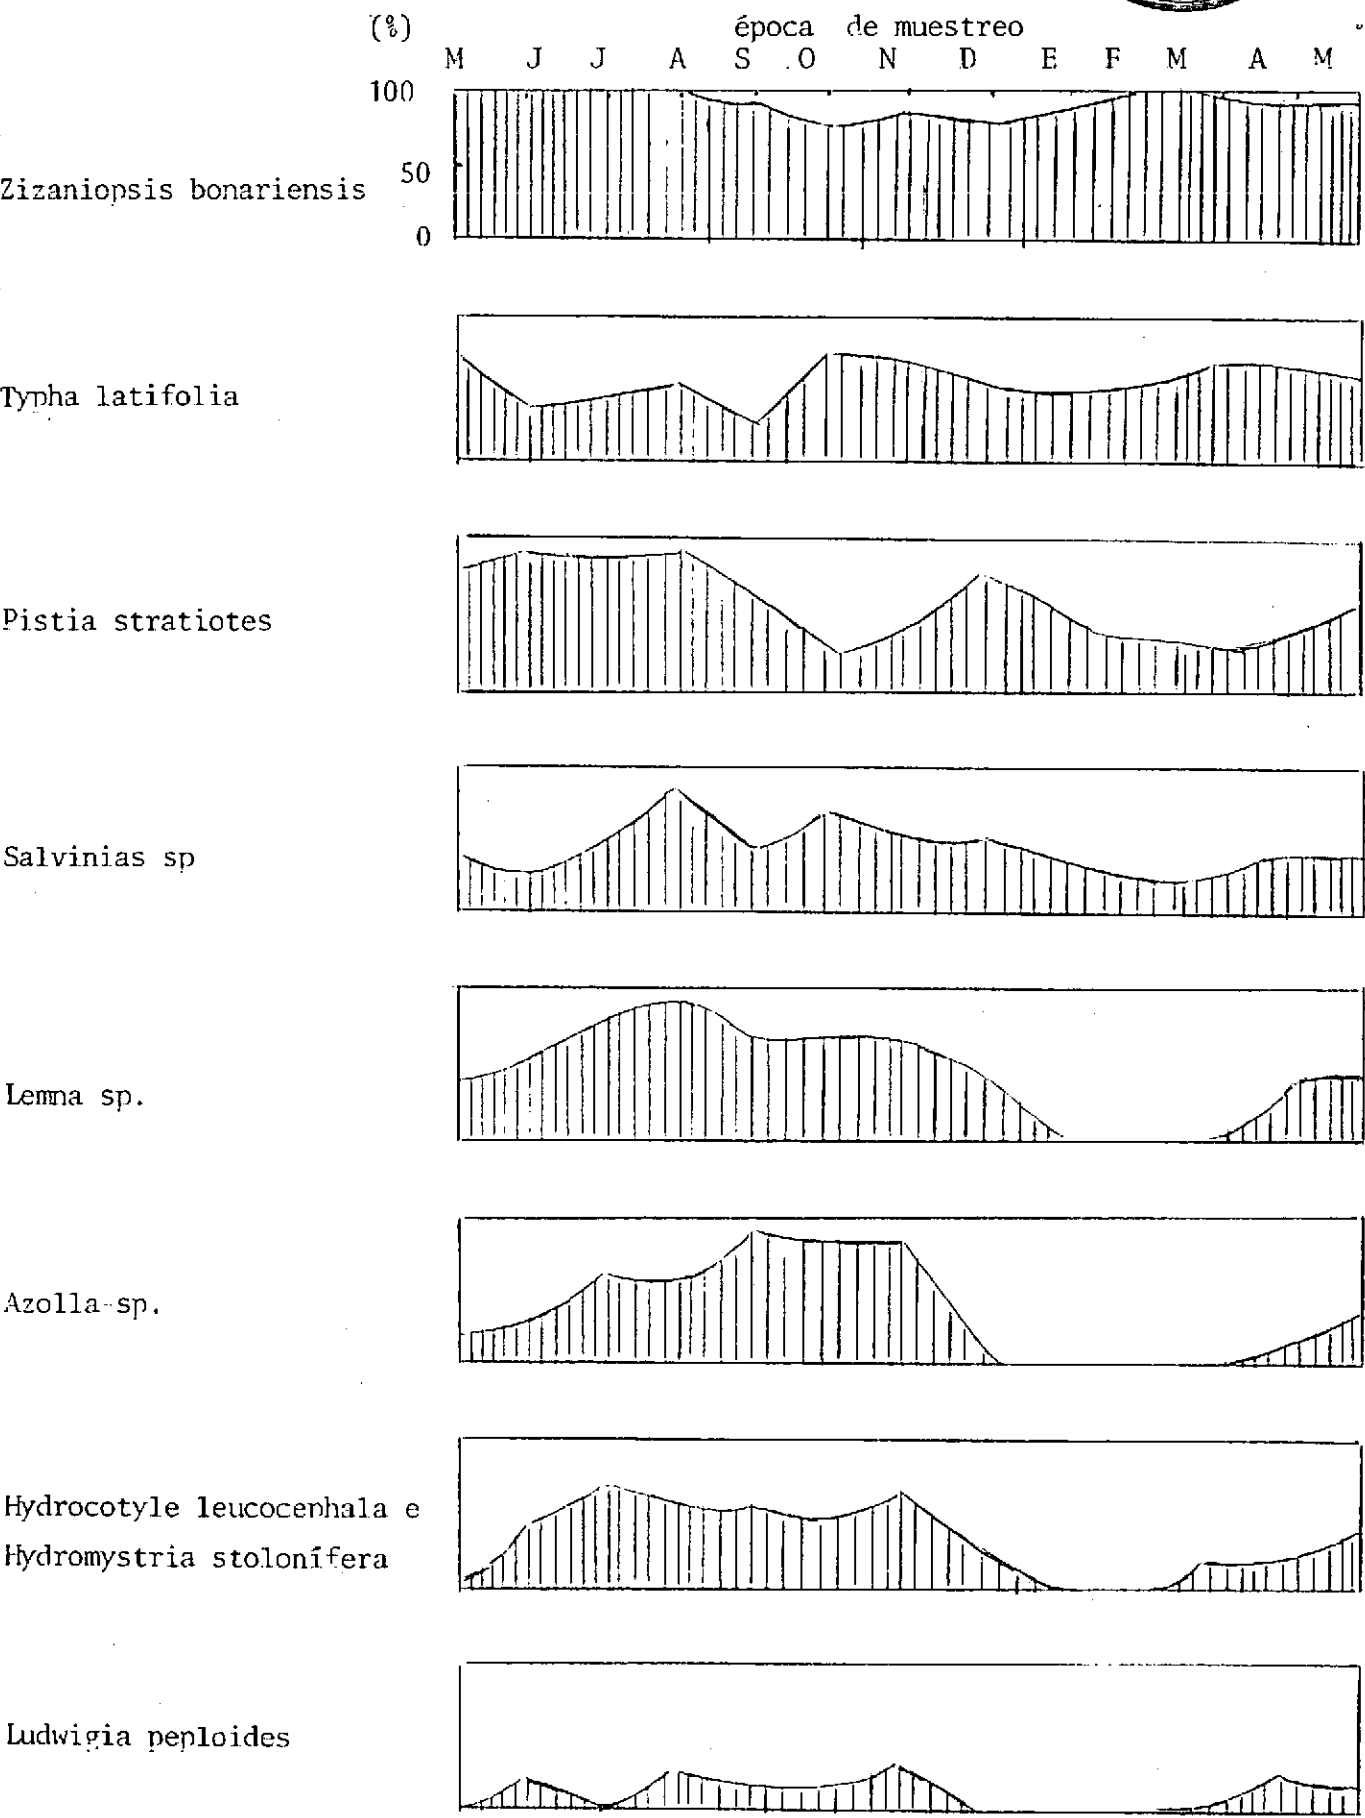 (%) época de muestreo
M J J A S O N D E F M A M
100
50
Zizaniopsis bonariensis
0
Typha latifolia
Pistia stratiotes
Salvinias sp
Lemna sp.
Azolla sp.
Hydrocotyle leucocephala e
Hydromystria stolonífera
Ludwigia peploides